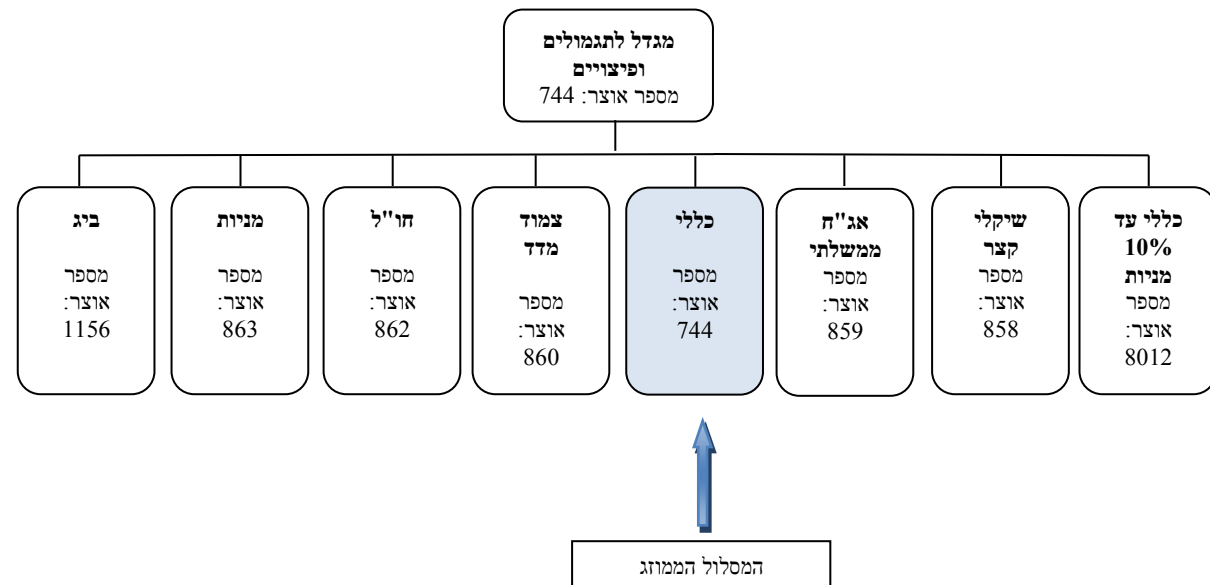 מגדל לתגמולים
ופיצויים
מספר אוצר: 744
כללי עד
10%
מניות
מספר
אוצר:
8012
שיקלי
קצר
מספר
אוצר:
858
אג"ח
ממשלתי
מספר
אוצר:
859
כללי
מספר
אוצר:
744
צמוד
מדד
מספר
אוצר:
860
חו"ל
מספר
אוצר:
862
מניות
מספר
אוצר:
863
ביג
מספר
אוצר:
1156
המסלול הממוזג